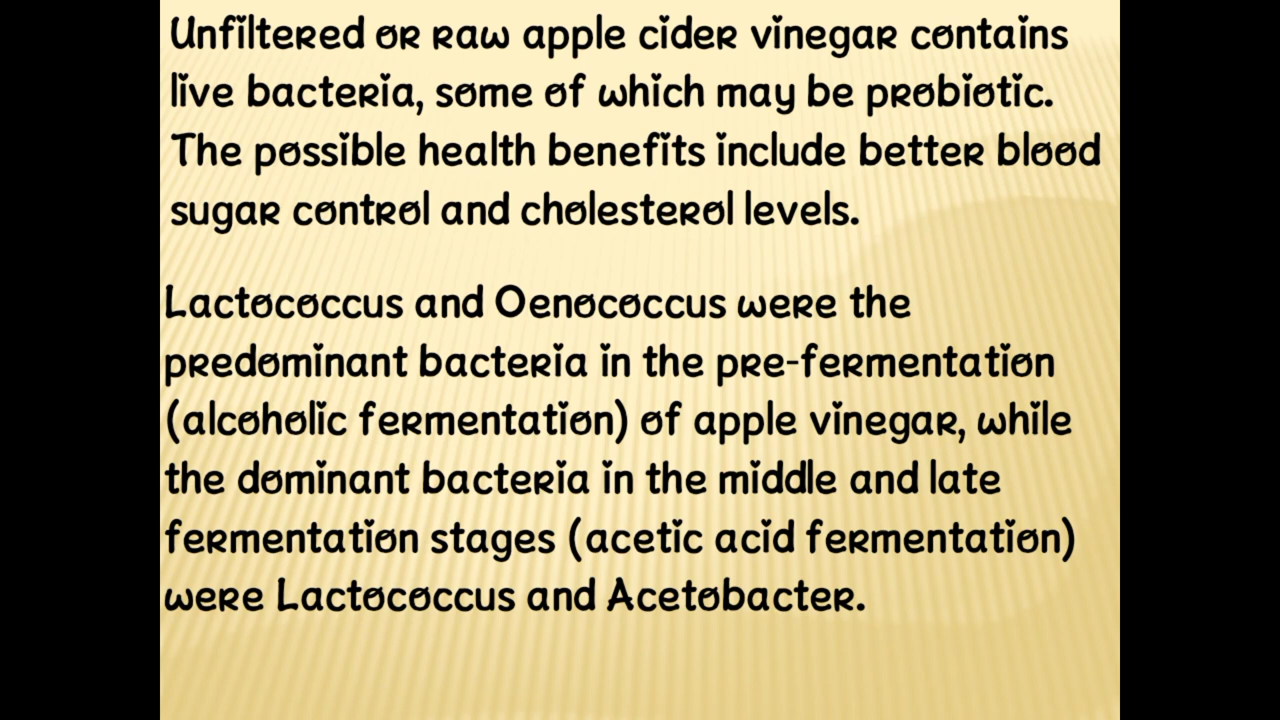 Unfiltered or raw apple cider vinegar contains
live bacteria, some of which may be probiotic.
The possible health benefits include better blood
sugar control and cholesterol levels.
Lactococcus and Oenococcus were the
predominant bacteria in the pre-fermentation
(alcoholic fermentation) of apple vinegar, while
the dominant bacteria in the middle and late
fermentation stages (acetic acid fermentation)
were Lactococcus and Acetobacter.